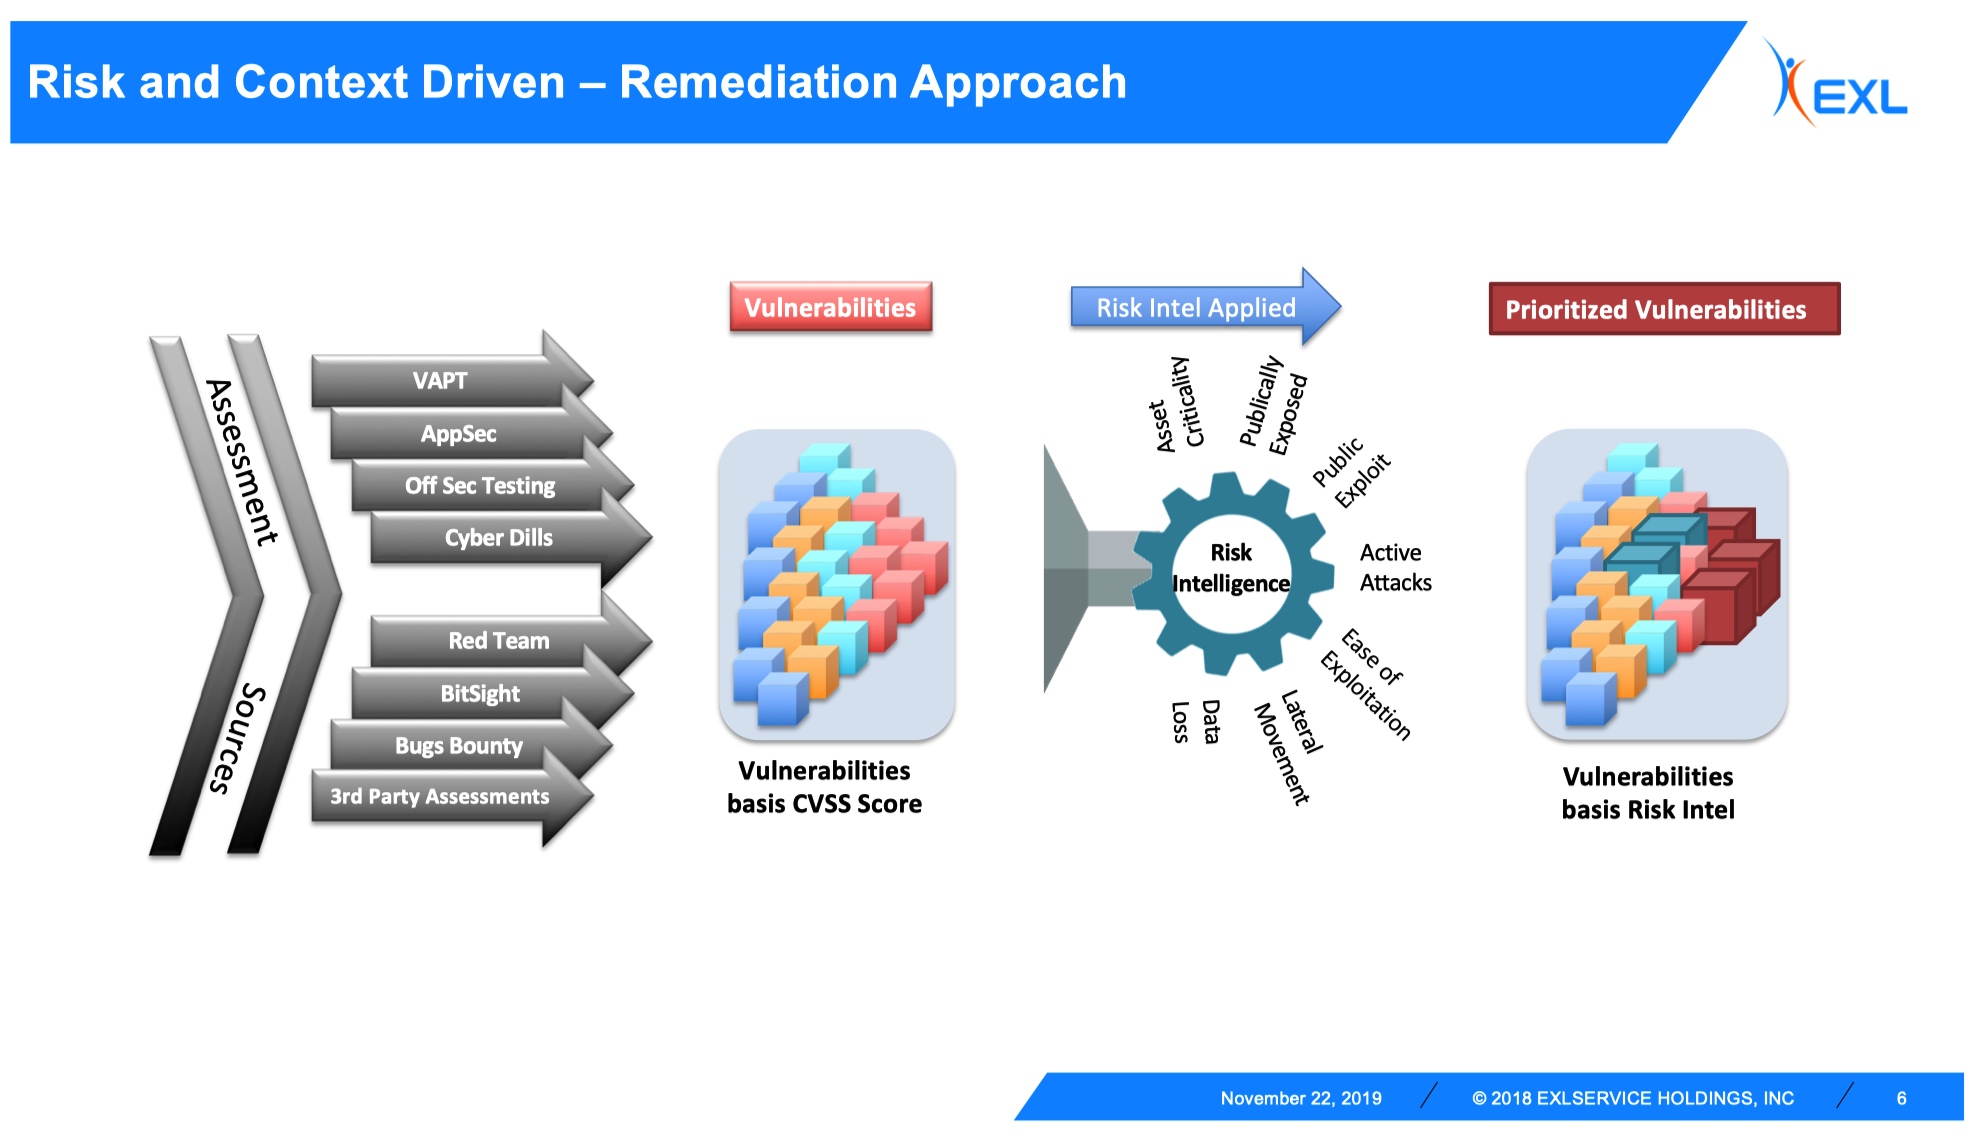 Risk and Context Driven – Remediation Approach
EXL
Assessment
Sources
VAPT
AppSec
Off Sec Testing
Cyber Dills
Red Team
BitSight
Bugs Bounty
3rd Party Assessments
Vulnerabilities
Vulnerabilities
basis CVSS Score
Risk Intel Applied
Asset
Criticality
Publically
Exposed
Public
Exploit
Active
Attacks
Ease of
Exploitation
Lateral
Movement
Data
Loss
Risk
Intelligence
Prioritized Vulnerabilities
Vulnerabilities
basis Risk Intel
November 22, 2019
© 2018 EXLSERVICE HOLDINGS, INC
6